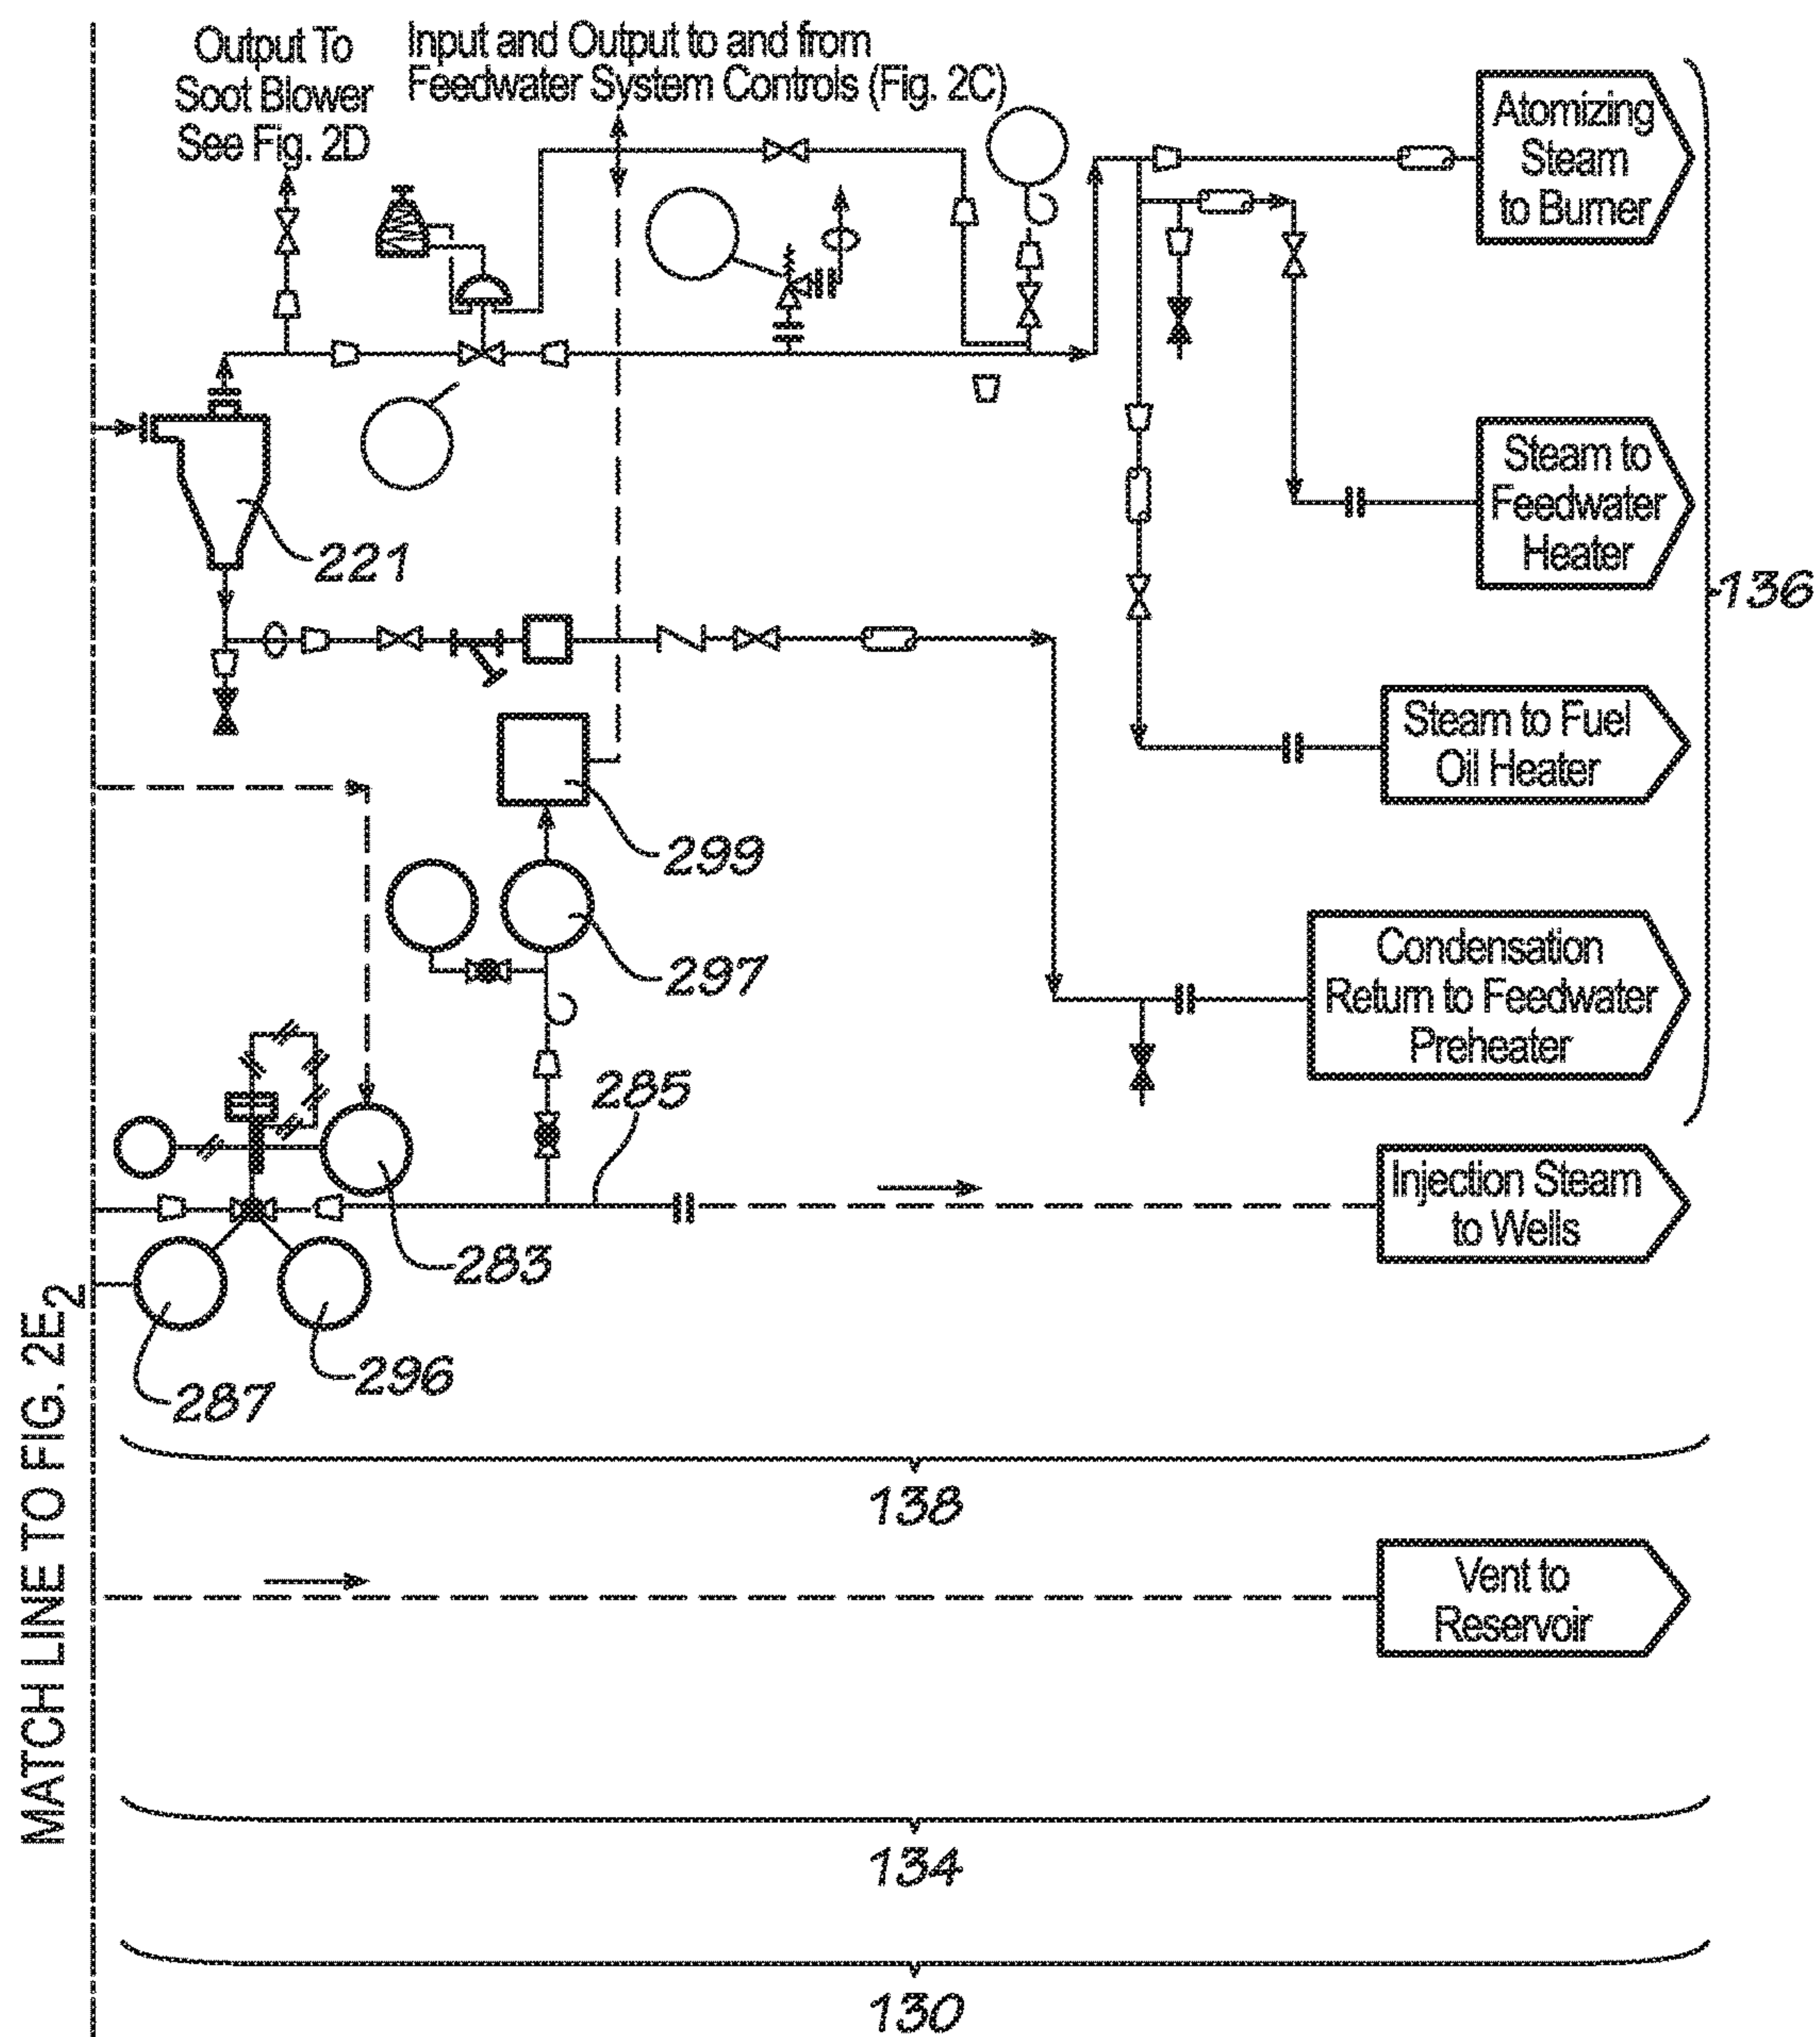 Output To
Soot Blower
See Fig. 2D
Input and Output to and from
Feedwater System Controls (Fig. 2C)
Atomizing
Steam
to Burner
Steam to
Feedwater
Heater
136
221
Steam to Fuel
Oil Heater
299
297
Condensation
Return to Feedwater
Preheater
285
Injection Steam
to Wells
283
296
287
138
Vent to
Reservoir
134
130
MATCH LINE TO FIG. 2E2